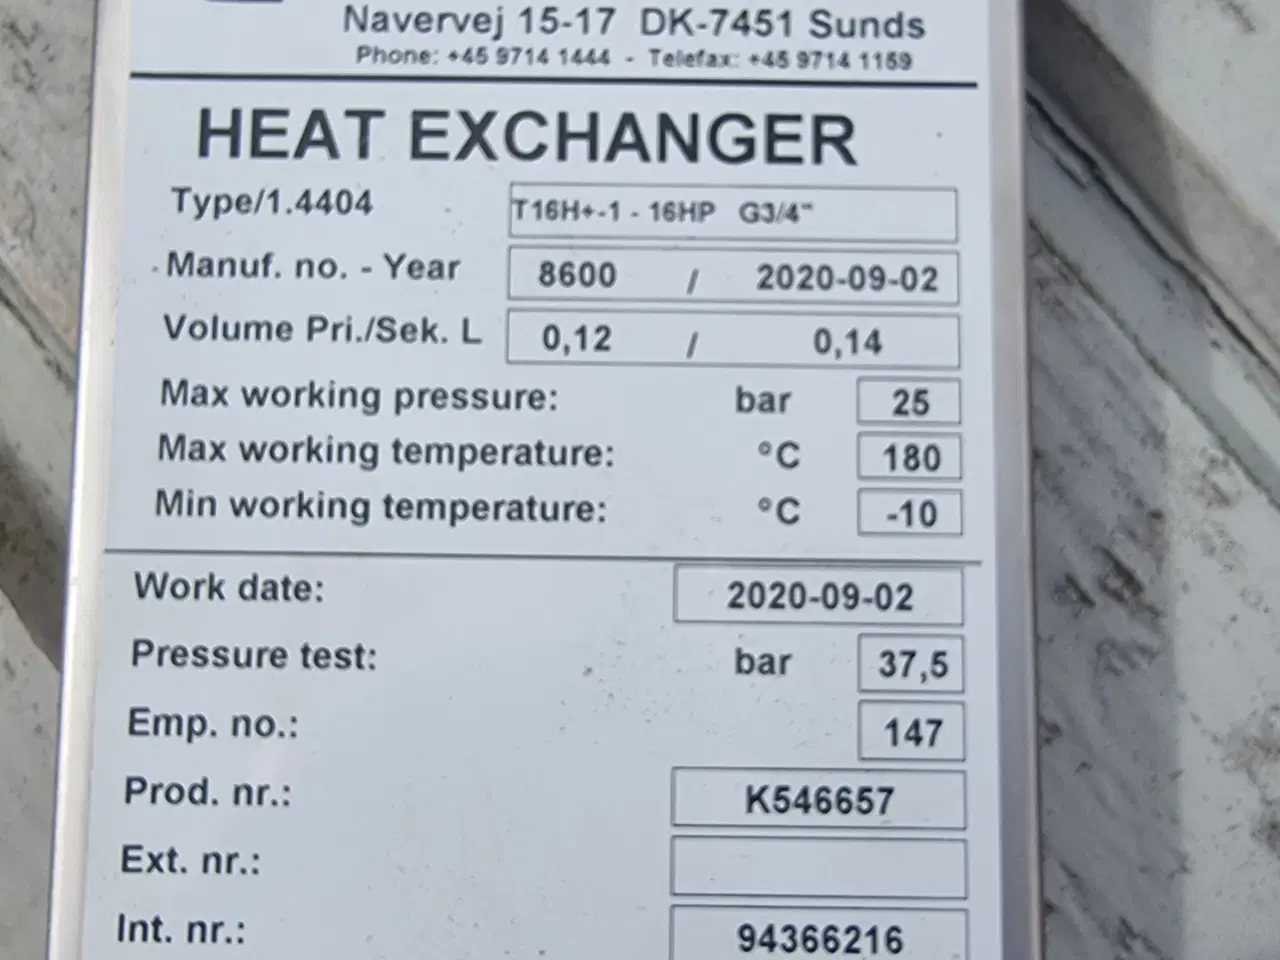 Navervej 15-17 DK-7451 Sunds
Phone: +45 9714 1444 - Telefax: +45 9714 1159
HEAT EXCHANGER
Type/1.4404 T16H+-1 - 16HP G3/4"
Manuf. no. - Year 8600 / 2020-09-02
Volume Pri./Sek. L 0,12 / 0,14
Max working pressure: bar 25
Max working temperature: °C 180
Min working temperature: °C -10
Work date: 2020-09-02
Pressure test: bar 37,5
Emp. no.: 147
Prod. nr.: K546657
Ext. nr.:
Int. nr.: 94366216